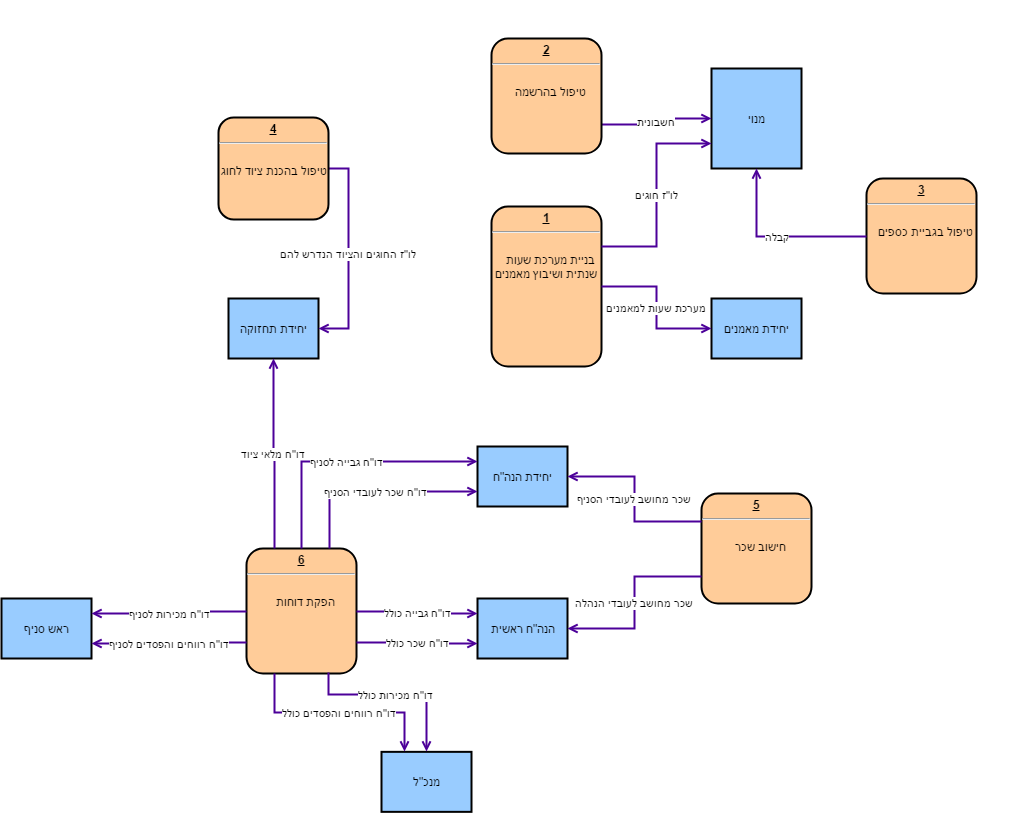 2
טיפול בהרשמה
מנוי
חשבונית
4
טיפול בהכנת ציוד לחוג
3
טיפול בגביית כספים
לו"ז חוגים
1
בניית מערכת שעות
שנתית ושיבוץ מאמנים
קבלה
לו"ז החוגים והציוד הנדרש להם
מערכת שעות למאמנים
יחידת תחזוקה
יחידת מאמנים
דו"ח מלאי ציוד
דו"ח גבייה לסניף
יחידת הנה"ח
דו"ח שכר לעובדי הסניף
שכר מחושב לעובדי הסניף
5
חישוב שכר
6
הפקת דוחות
שכר מחושב לעובדי הנהלה
דו"ח מכירות לסניף
דו"ח גבייה כולל
ראש סניף
הנה"ח ראשית
דו"ח רווחים והפסדים לסניף
דו"ח שכר כולל
דו"ח מכירות כולל
דו"ח רווחים והפסדים כולל
מנכ"ל